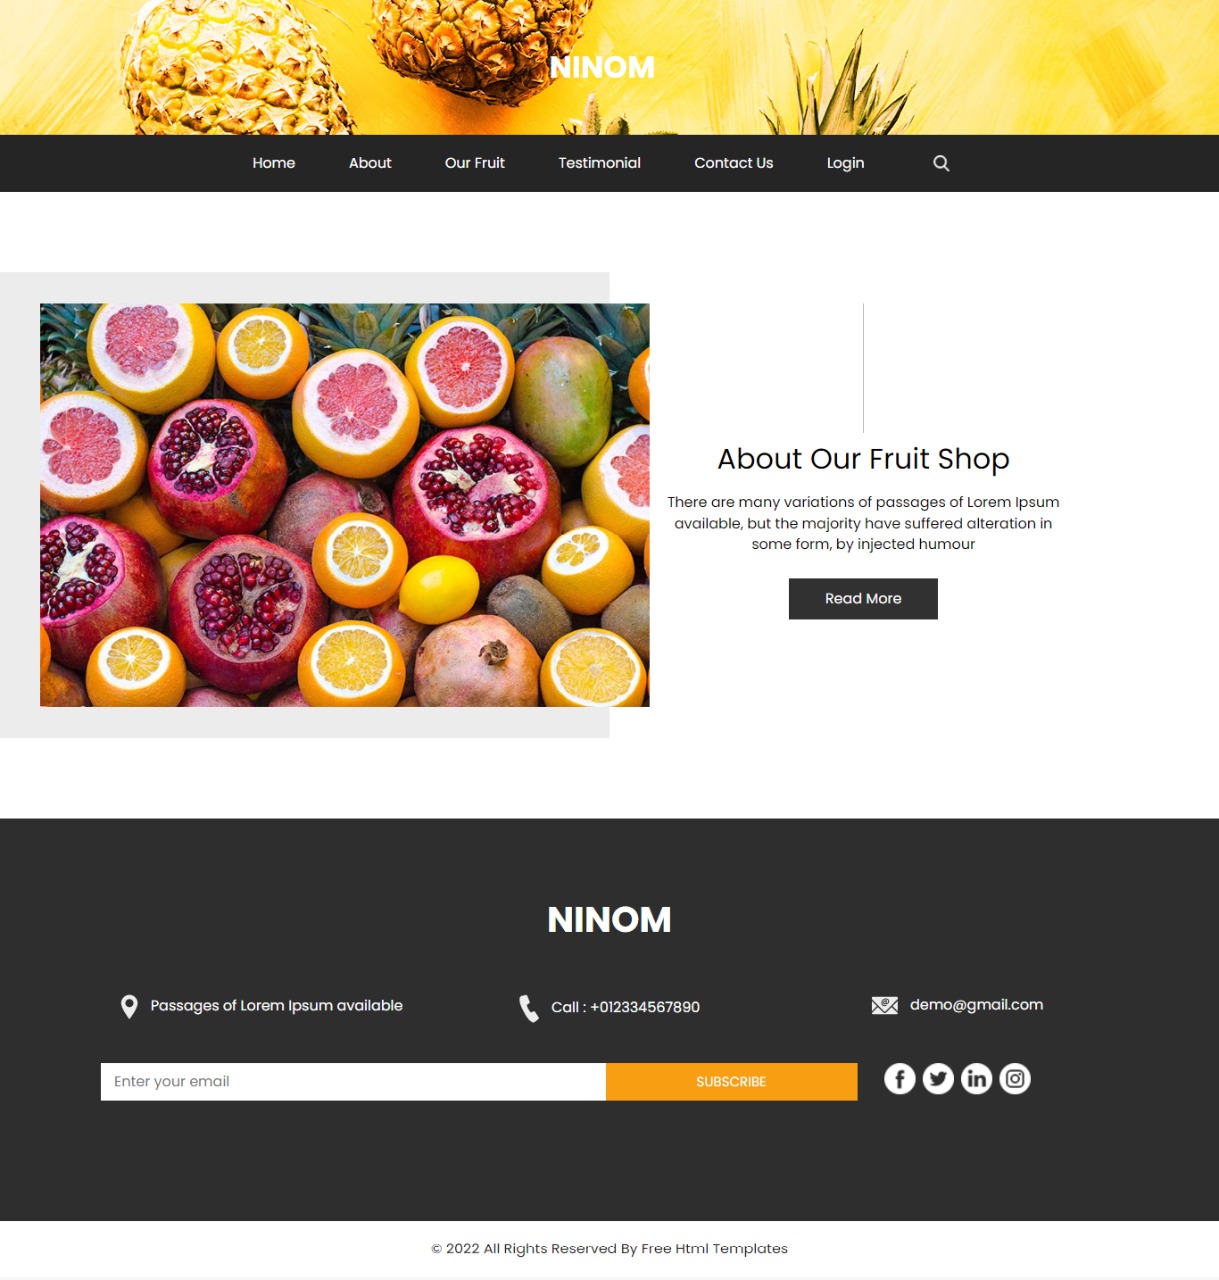 NINOM
Home About Our Fruit Testimonial Contact Us Login
About Our Fruit Shop
There are many variations of passages of Lorem Ipsum
available, but the majority have suffered alteration in
some form, by injected humour
Read More
NINOM
Passages of Lorem Ipsum available
Call : +012334567890
demo@gmail.com
Enter your email
SUBSCRIBE
© 2022 All Rights Reserved By Free Html Templates